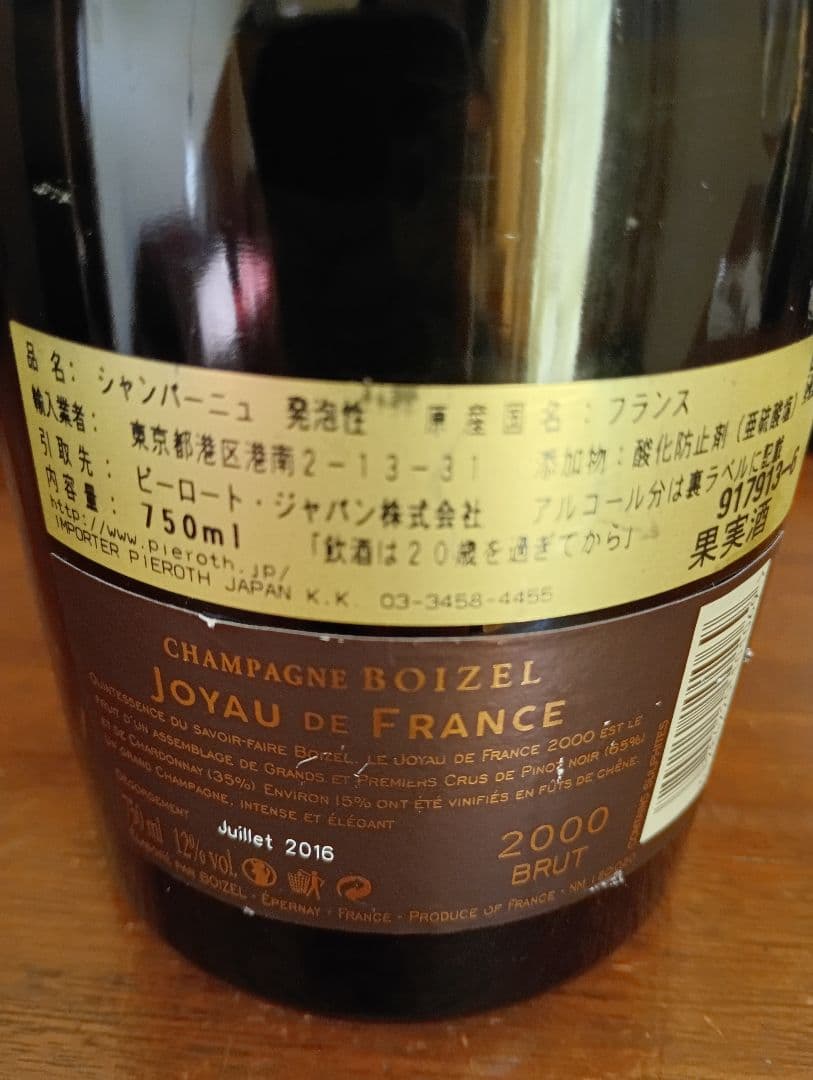 品 名： シャンパーニュ 発泡性 原 産 国 名 ： フランス
輸入業者： 東京都港区港南2－13－31 添加物：酸化防止剤（亜硫酸塩）
引 取 先 ： ピーロート・ジャパン株式会社 アルコール分は裏ラベルに記載
内 容 量 ： 750ml 「飲酒は20歳を過ぎてから」 917913-6
http://www.pieroth.jp/ 果実酒
IMPORTER PIEROTH JAPAN K.K. 03-3458-4455
CHAMPAGNE BOIZEL
JOYAU DE FRANCE
QUINTESSENCE DU SAVOIR-FAIRE BOIZEL, LE JOYAU DE FRANCE 2000 EST LE
FRUIT D'UN ASSEMBLAGE DE GRANDS ET PREMIERS CRUS DE PINOT NOIR (65%)
ET DE CHARDONNAY (35%). ENVIRON 15% ONT ÉTÉ VINIFIÉS EN FÛTS DE CHÊNE.
UN GRAND CHAMPAGNE, INTENSE ET ÉLÉGANT
DÉGORGEMENT
Juillet 2016
2000
BRUT
750 ml 12% vol.
ÉLABORÉ PAR BOIZEL - ÉPERNAY - FRANCE - PRODUCE OF FRANCE - NM
SULFITES